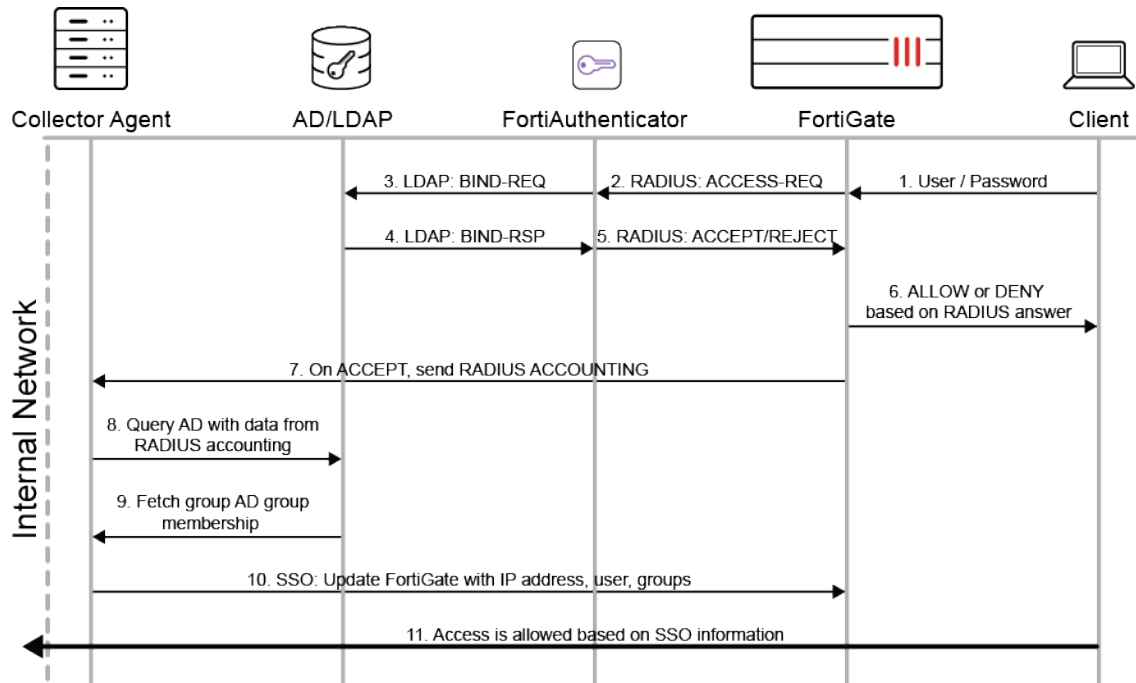 Collector Agent
AD/LDAP
FortiAuthenticator
FortiGate
Client
3. LDAP: BIND-REQ
2. RADIUS: ACCESS-REQ
1. User / Password
4. LDAP: BIND-RSP
5. RADIUS: ACCEPT/REJECT
6. ALLOW or DENY
based on RADIUS answer
7. On ACCEPT, send RADIUS ACCOUNTING
8. Query AD with data from
RADIUS accounting
9. Fetch group AD group
membership
10. SSO: Update FortiGate with IP address, user, groups
11. Access is allowed based on SSO information
Internal Network